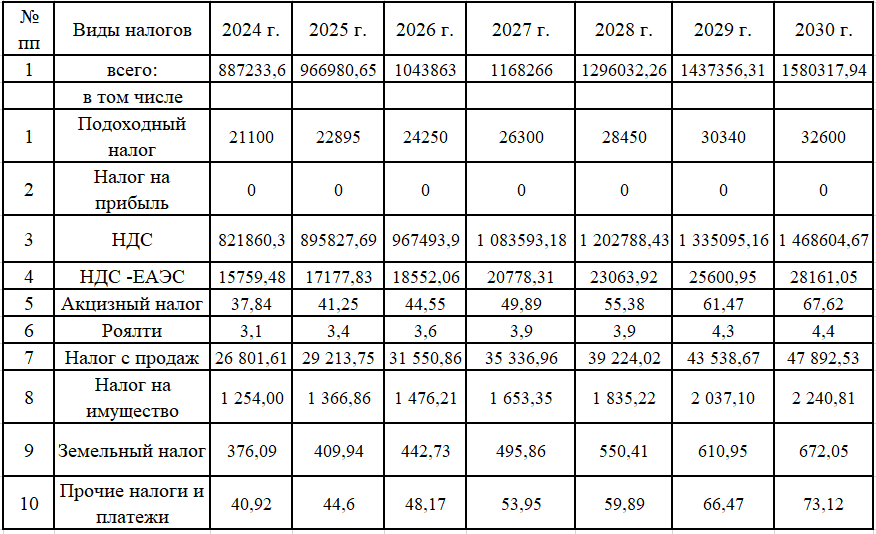 № пп Виды налогов 2024 г. 2025 г. 2026 г. 2027 г. 2028 г. 2029 г. 2030 г.
1 всего: 887233,6 966980,65 1043863 1168266 1296032,26 1437356,31 1580317,94
в том числе
1 Подоходный налог 21100 22895 24250 26300 28450 30340 32600
2 Налог на прибыль 0 0 0 0 0 0 0
3 НДС 821860,3 895827,69 967493,9 1 083593,18 1 202788,43 1 335095,16 1 468604,67
4 НДС -ЕАЭС 15759,48 17177,83 18552,06 20778,31 23063,92 25600,95 28161,05
5 Акцизный налог 37,84 41,25 44,55 49,89 55,38 61,47 67,62
6 Роялти 3,1 3,4 3,6 3,9 3,9 4,3 4,4
7 Налог с продаж 26 801,61 29 213,75 31 550,86 35 336,96 39 224,02 43 538,67 47 892,53
8 Налог на имущество 1 254,00 1 366,86 1 476,21 1 653,35 1 835,22 2 037,10 2 240,81
9 Земельный налог 376,09 409,94 442,73 495,86 550,41 610,95 672,05
10 Прочие налоги и платежи 40,92 44,6 48,17 53,95 59,89 66,47 73,12